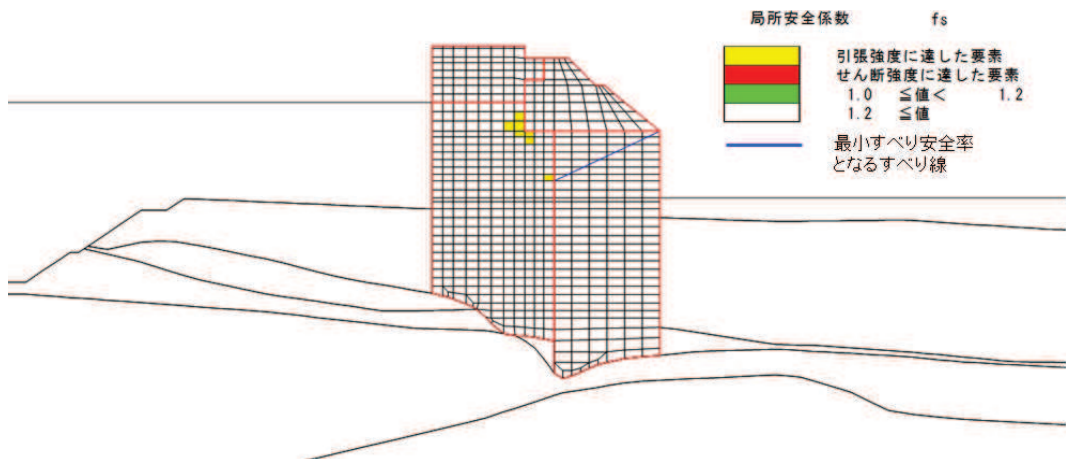 局所安全係数 fs
引張強度に達した要素
せん断強度に達した要素
1.0 ≦値< 1.2
1.2 ≦値
最小すべり安全率
となるすべり線